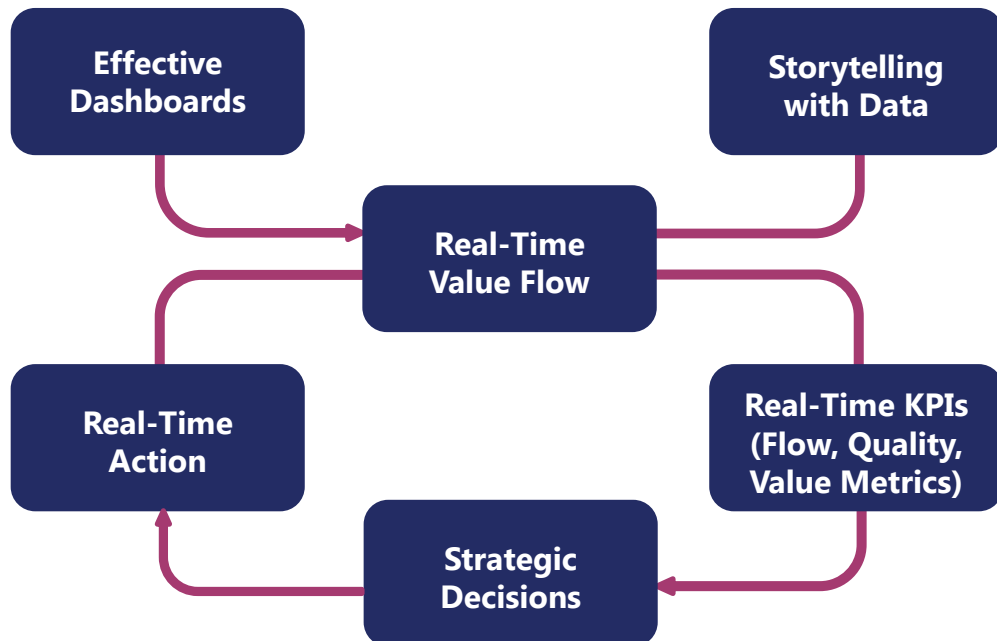 Effective
Dashboards
Storytelling
with Data
Real-Time
Value Flow
Real-Time
Action
Real-Time KPIs
(Flow, Quality,
Value Metrics)
Strategic
Decisions